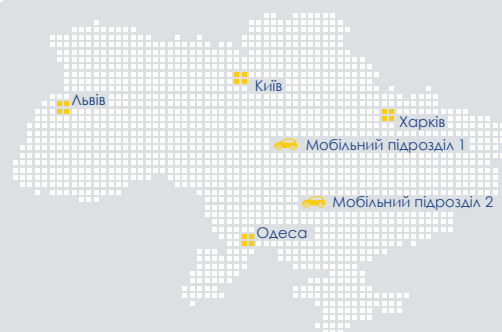 Київ
Львів
Харків
Мобільний підрозділ 1
Мобільний підрозділ 2
Одеса